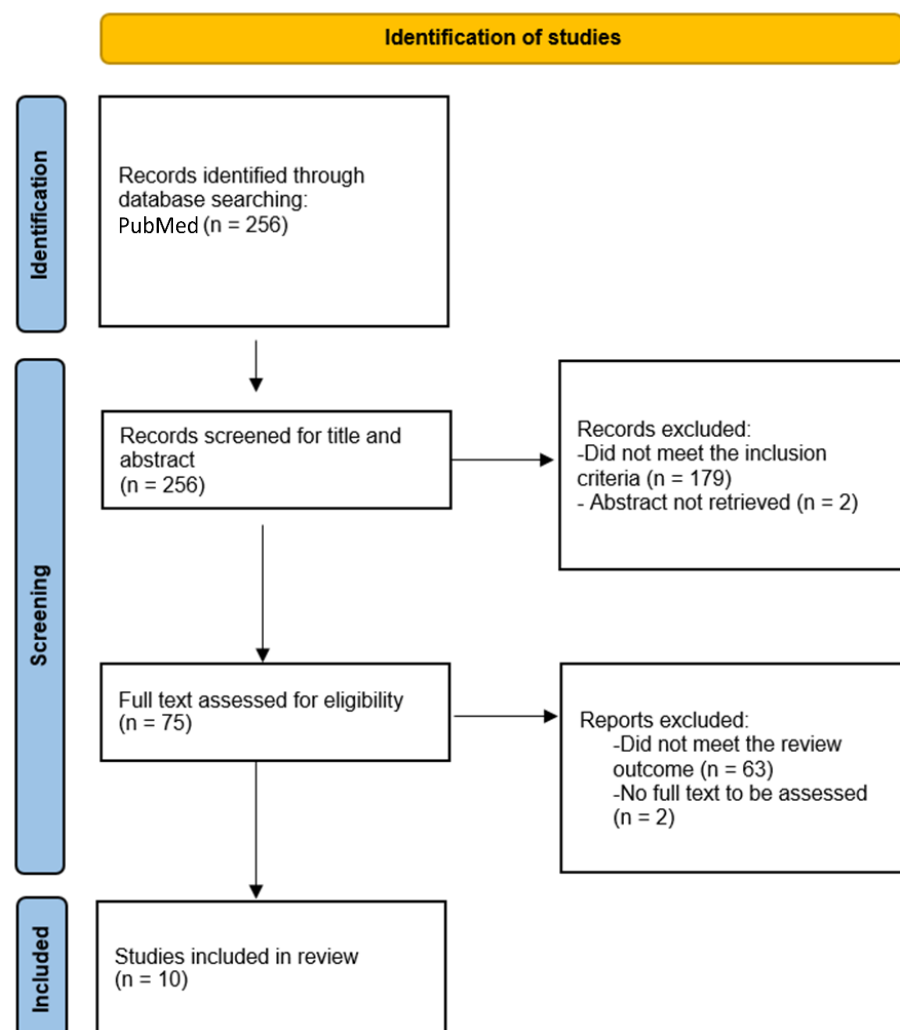 Identification of studies
Identification
Records identified through
database searching:
PubMed (n = 256)
Screening
Records screened for title and
abstract
(n = 256)
Records excluded:
-Did not meet the inclusion
criteria (n = 179)
- Abstract not retrieved (n = 2)
Full text assessed for eligibility
(n = 75)
Reports excluded:
-Did not meet the review
outcome (n = 63)
-No full text to be assessed
(n = 2)
Included
Studies included in review
(n = 10)